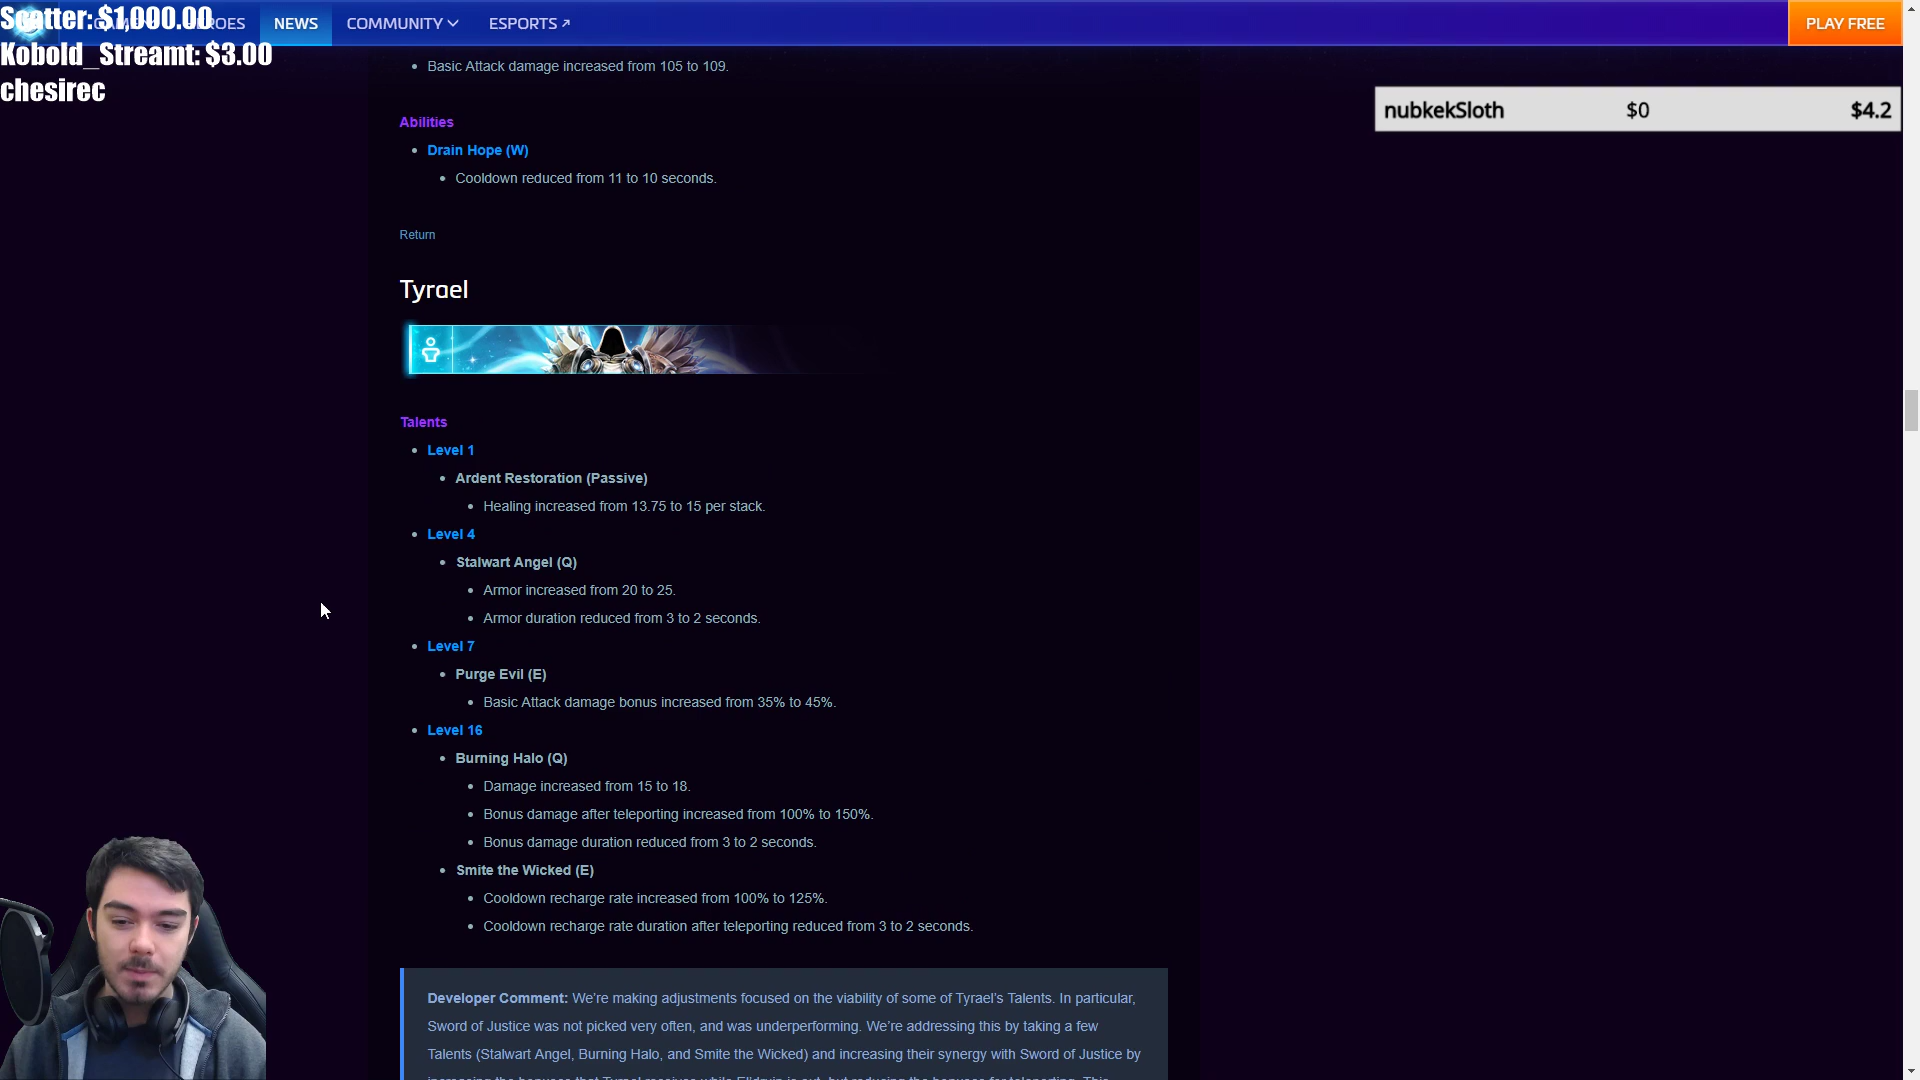 Scotter: $1,000.00
Kobold_Streamt: $3.00
chesirec
NEWS
COMMUNITY
ESPORTS
PLAY FREE
nubkekSloth $0 $4.2
Basic Attack damage increased from 105 to 109.
Abilities
Drain Hope (W)
Cooldown reduced from 11 to 10 seconds.
Return
Tyrael
Talents
Level 1
Ardent Restoration (Passive)
Healing increased from 13.75 to 15 per stack.
Level 4
Stalwart Angel (Q)
Armor increased from 20 to 25.
Armor duration reduced from 3 to 2 seconds.
Level 7
Purge Evil (E)
Basic Attack damage bonus increased from 35% to 45%.
Level 16
Burning Halo (Q)
Damage increased from 15 to 18.
Bonus damage after teleporting increased from 100% to 150%.
Bonus damage duration reduced from 3 to 2 seconds.
Smite the Wicked (E)
Cooldown recharge rate increased from 100% to 125%.
Cooldown recharge rate duration after teleporting reduced from 3 to 2 seconds.
Developer Comment: We're making adjustments focused on the viability of some of Tyrael's Talents. In particular,
Sword of Justice was not picked very often, and was underperforming. We're addressing this by taking a few
Talents (Stalwart Angel, Burning Halo, and Smite the Wicked) and increasing their synergy with Sword of Justice by